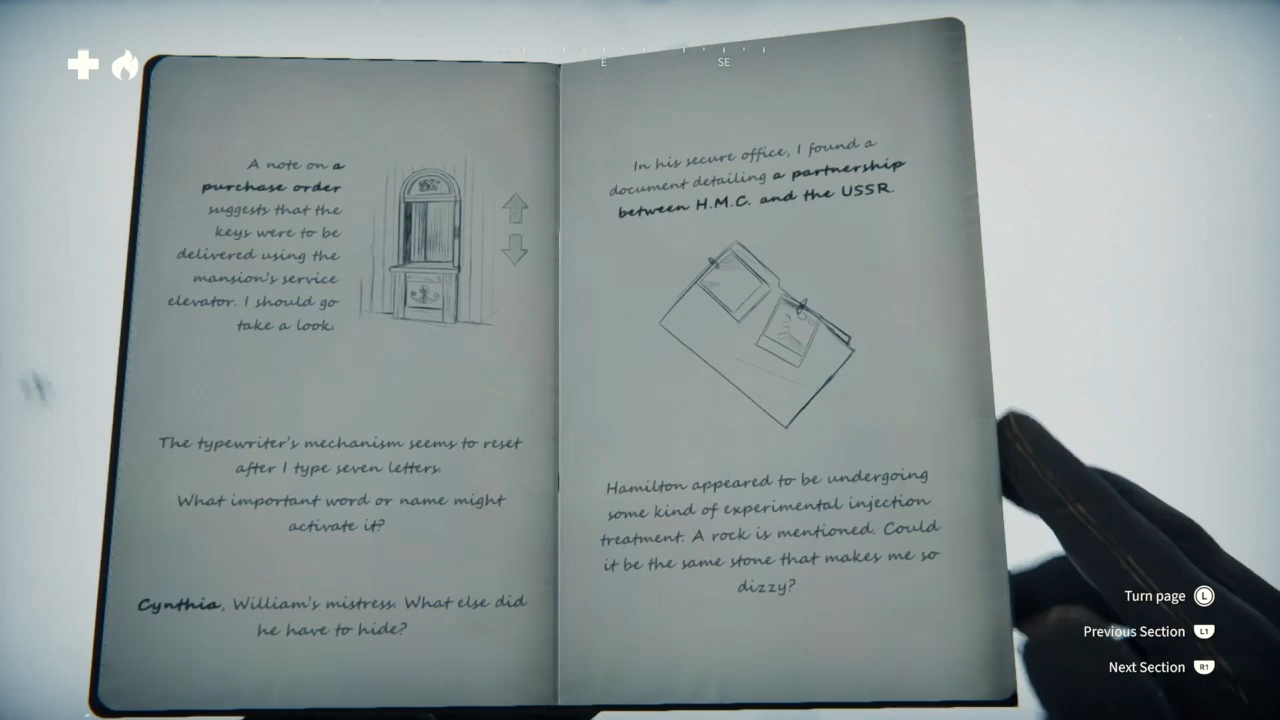 E
SE
A note on a
purchase order
suggests that the
keys were to be
delivered using the
mansion's service
elevator. I should go
take a look.
The typewriter's mechanism seems to reset
after I type seven letters.
What important word or name might
activate it?
Cynthia, William's mistress. What else did
he have to hide?
In his secure office, I found a
document detailing a partnership
between H.M.C. and the USSR.
Hamilton appeared to be undergoing
some kind of experimental injection
treatment. A rock is mentioned. Could
it be the same stone that makes me so
dizzy?
Turn page L
Previous Section L1
Next Section R1